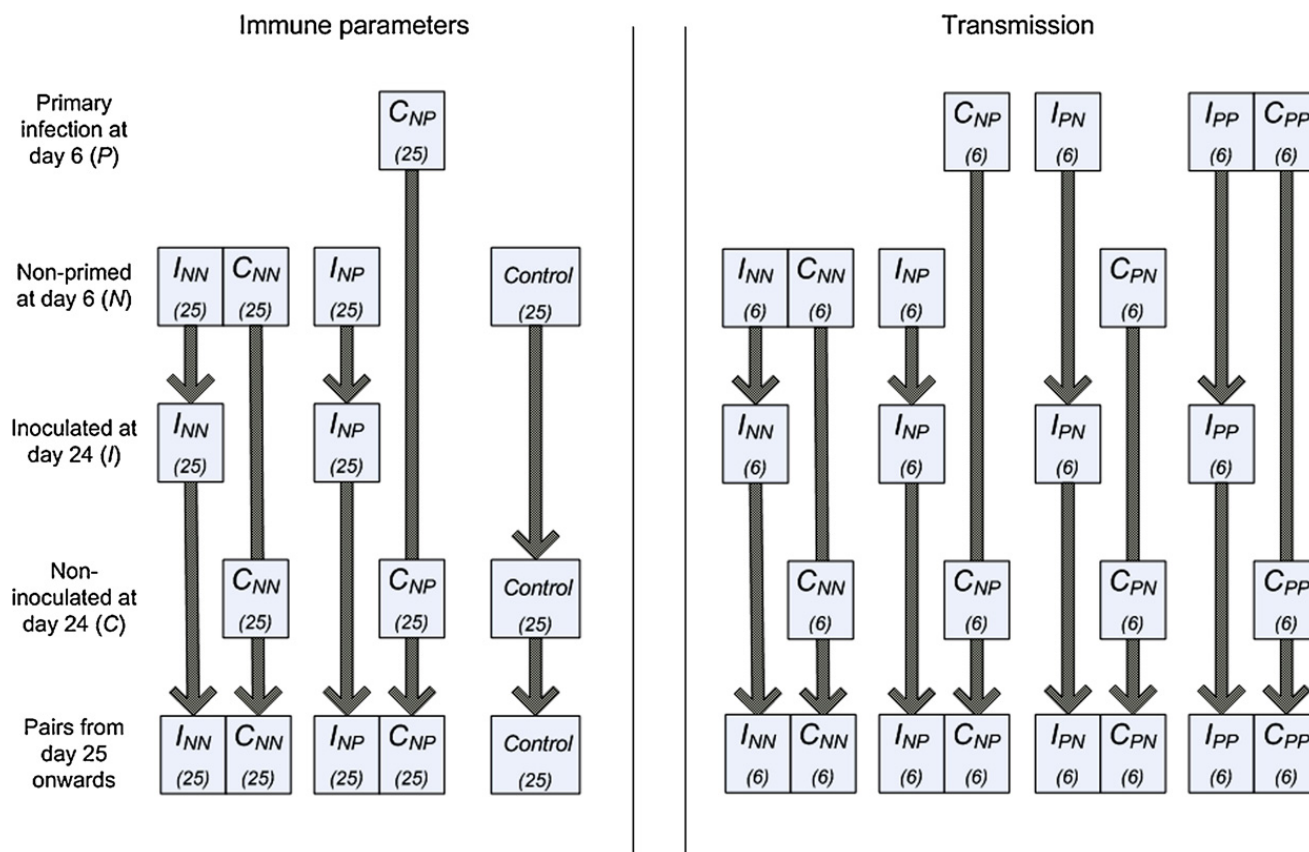 Immune parameters
Transmission
Primary
infection at
day 6 (P)
C_NP
(25)
C_NP
(6)
I_PN
(6)
I_PP
(6)
C_PP
(6)
Non-primed
at day 6 (N)
I_NN
(25)
C_NN
(25)
I_NP
(25)
Control
(25)
I_NN
(6)
C_NN
(6)
I_NP
(6)
C_PN
(6)
Inoculated at
day 24 (I)
I_NN
(25)
I_NP
(25)
I_NN
(6)
I_NP
(6)
I_PN
(6)
I_PP
(6)
Non-
inoculated at
day 24 (C)
C_NN
(25)
C_NP
(25)
Control
(25)
C_NN
(6)
C_NP
(6)
C_PN
(6)
C_PP
(6)
Pairs from
day 25
onwards
I_NN
(25)
C_NN
(25)
I_NP
(25)
C_NP
(25)
Control
(25)
I_NN
(6)
C_NN
(6)
I_NP
(6)
C_NP
(6)
I_PN
(6)
C_PN
(6)
I_PP
(6)
C_PP
(6)